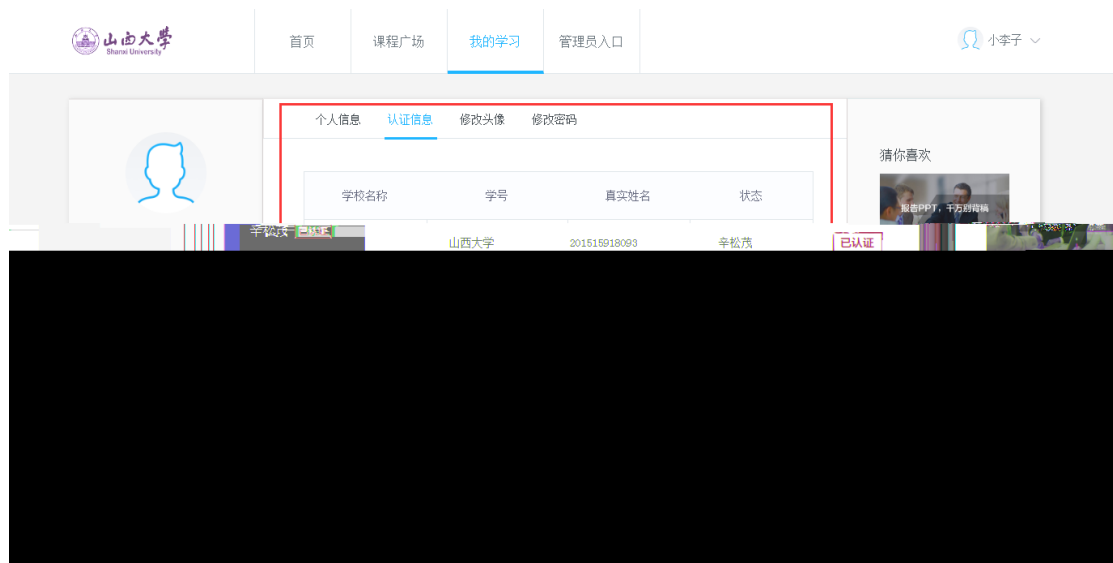 山西大学
Shanxi University
首页 课程广场 我的学习 管理员入口 小李子
个人信息 认证信息 修改头像 修改密码
猜你喜欢
学校名称 学号 真实姓名 状态
报告PPT，千万别背稿
山西大学 201515918093 辛松茂 已认证